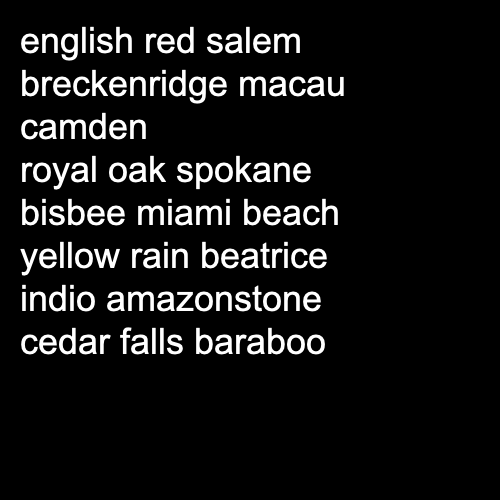 english red salem
breckenridge macau
camden
royal oak spokane
bisbee miami beach
yellow rain beatrice
indio amazonstone
cedar falls baraboo